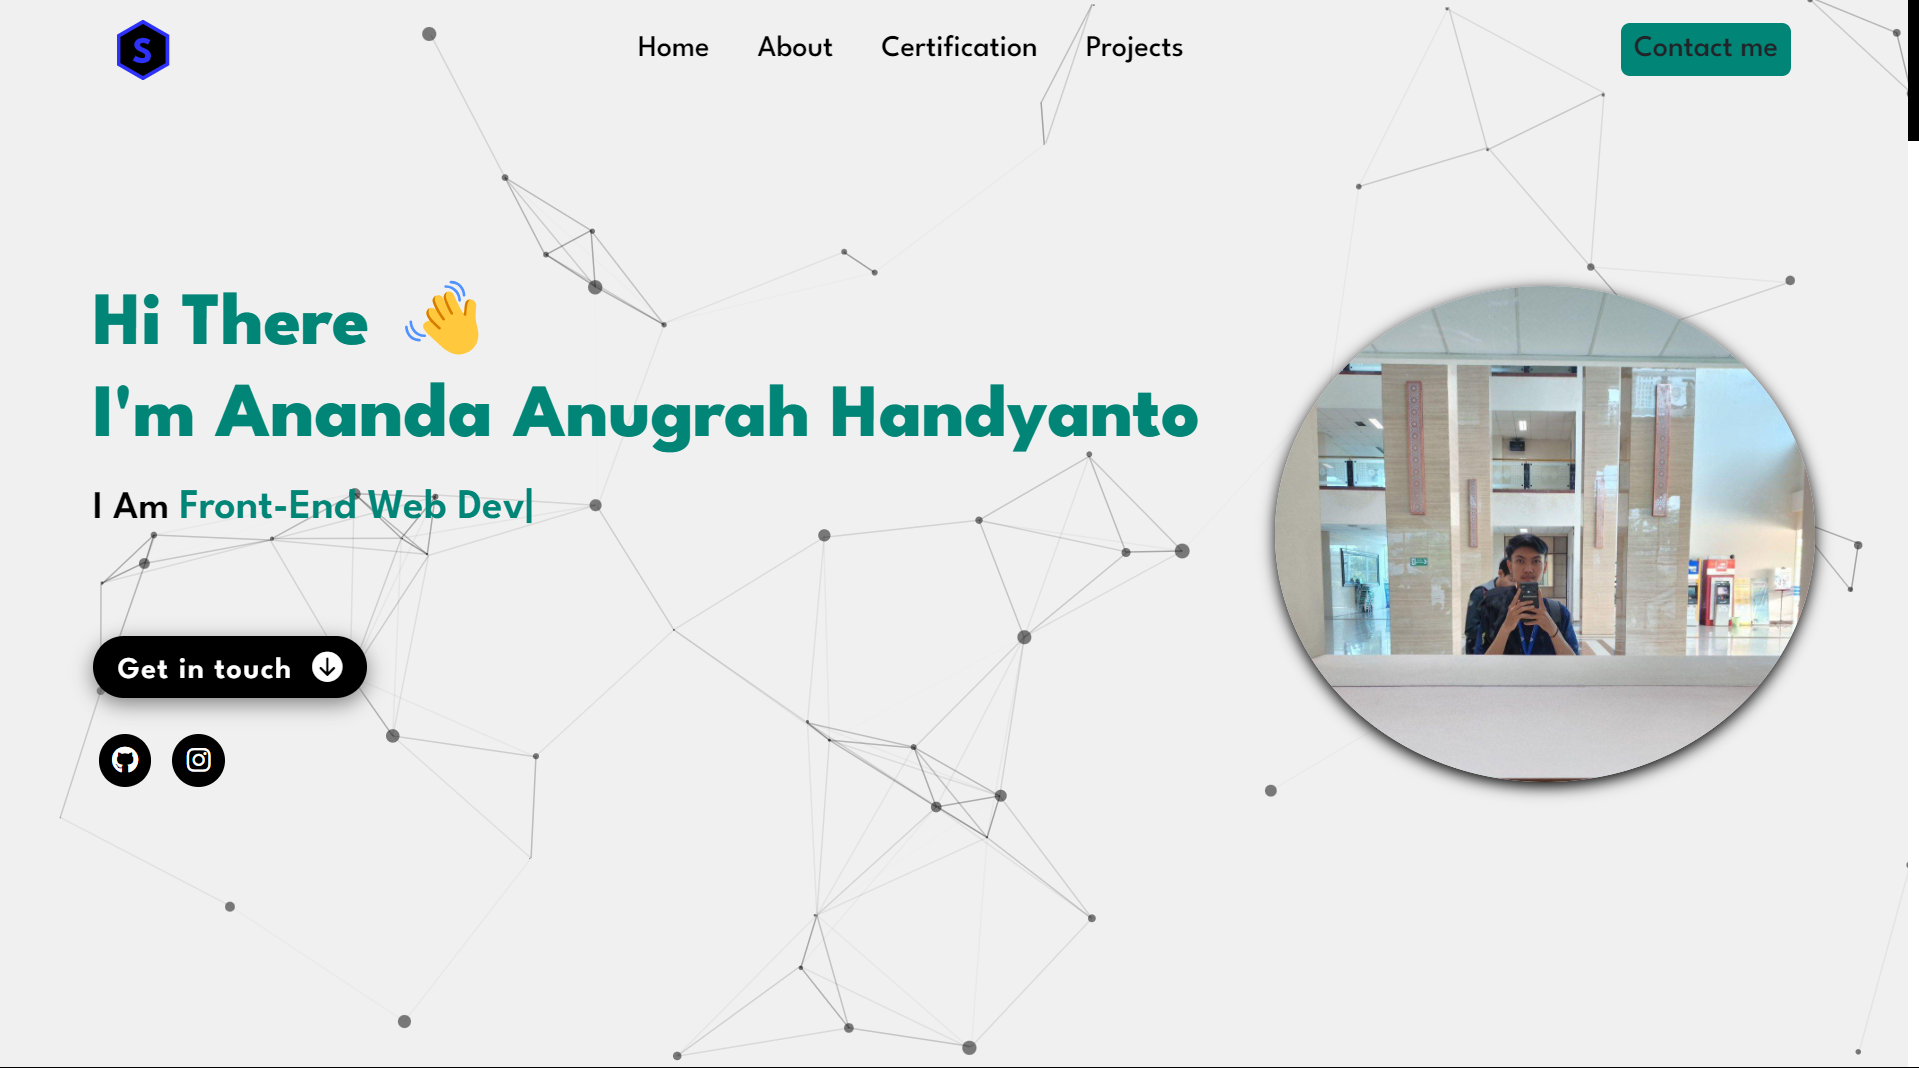 S
Home
About
Certification
Projects
Contact me
Hi There 👋
I'm Ananda Anugrah Handyanto
I Am Front-End Web Dev|
Get in touch